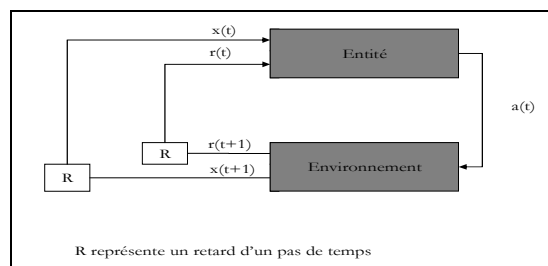 x(t)
r(t)
Entité
a(t)
r(t+1)
R
Environnement
x(t+1)
R
R représente un retard d'un pas de temps